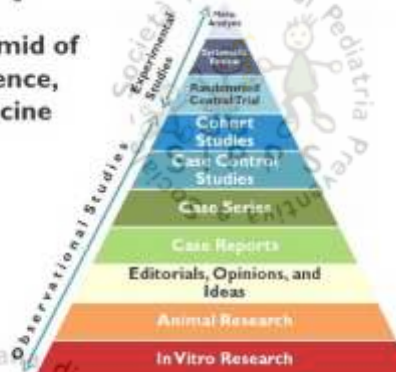 mid of
ence,
cine
Experimental
Studies
Observational Studies
Meta
Analysis
Systematic
Review
Randomized
Control Trial
Cohort
Studies
Case Control
Studies
Case Series
Case Reports
Editorials, Opinions, and
Ideas
Animal Research
In Vitro Research